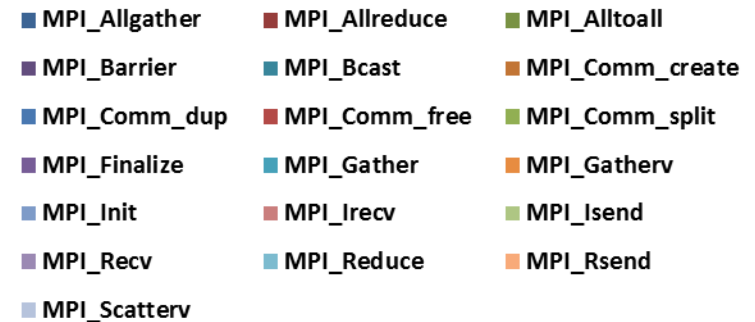 MPI_Allgather MPI_Allreduce MPI_Alltoall
MPI_Barrier MPI_Bcast MPI_Comm_create
MPI_Comm_dup MPI_Comm_free MPI_Comm_split
MPI_Finalize MPI_Gather MPI_Gatherv
MPI_Init MPI_Irecv MPI_Isend
MPI_Recv MPI_Reduce MPI_Rsend
MPI_Scatterv